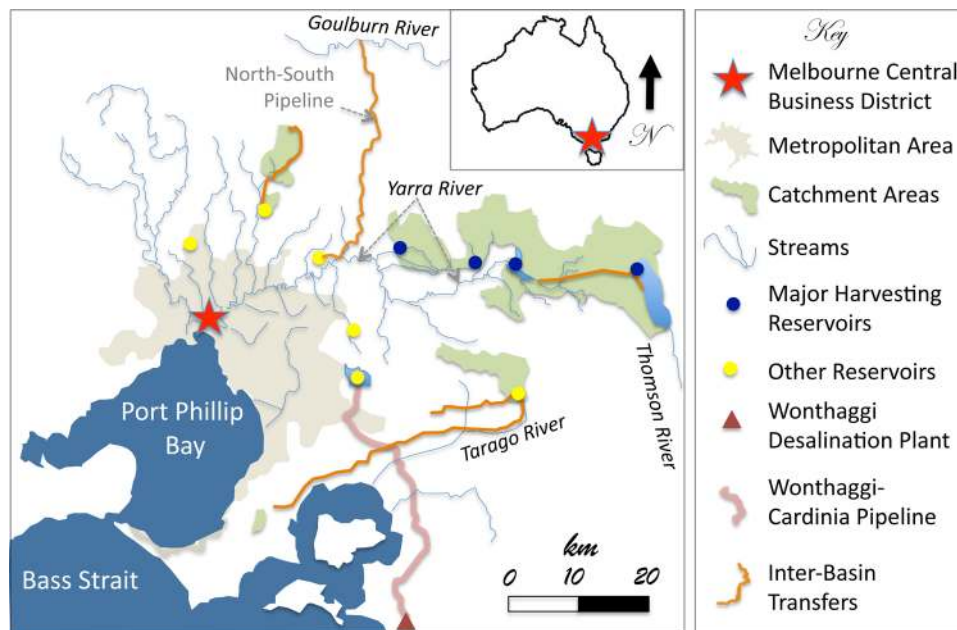 Goulburn River
North-South
Pipeline
N
Yarra River
Port Phillip
Bay
Tarago River
Thomson River
Bass Strait
km
0 10 20
Key
Melbourne Central
Business District
Metropolitan Area
Catchment Areas
Streams
Major Harvesting
Reservoirs
Other Reservoirs
Wonthaggi
Desalination Plant
Wonthaggi-
Cardinia Pipeline
Inter-Basin
Transfers